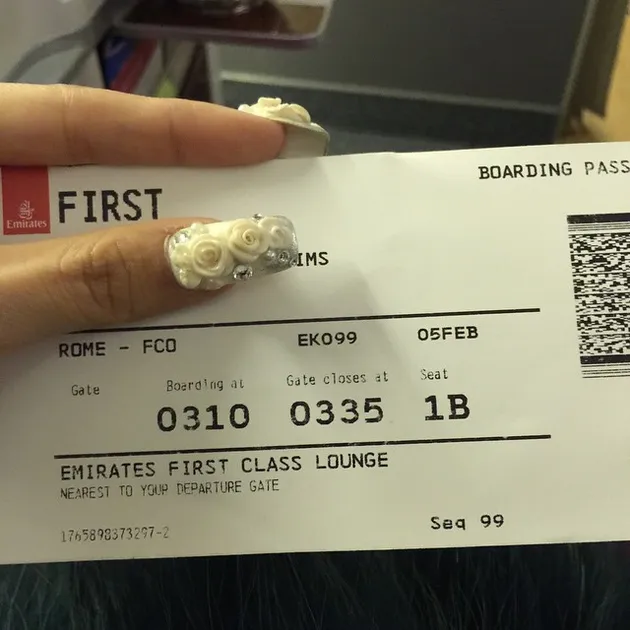 BOARDING PASS
Emirates
FIRST
IMS
ROME - FCO EK099 05FEB
Gate Boarding at Gate closes at Seat
0310 0335 1B
EMIRATES FIRST CLASS LOUNGE
NEAREST TO YOUR DEPARTURE GATE
1765898373297-2 Seq 99